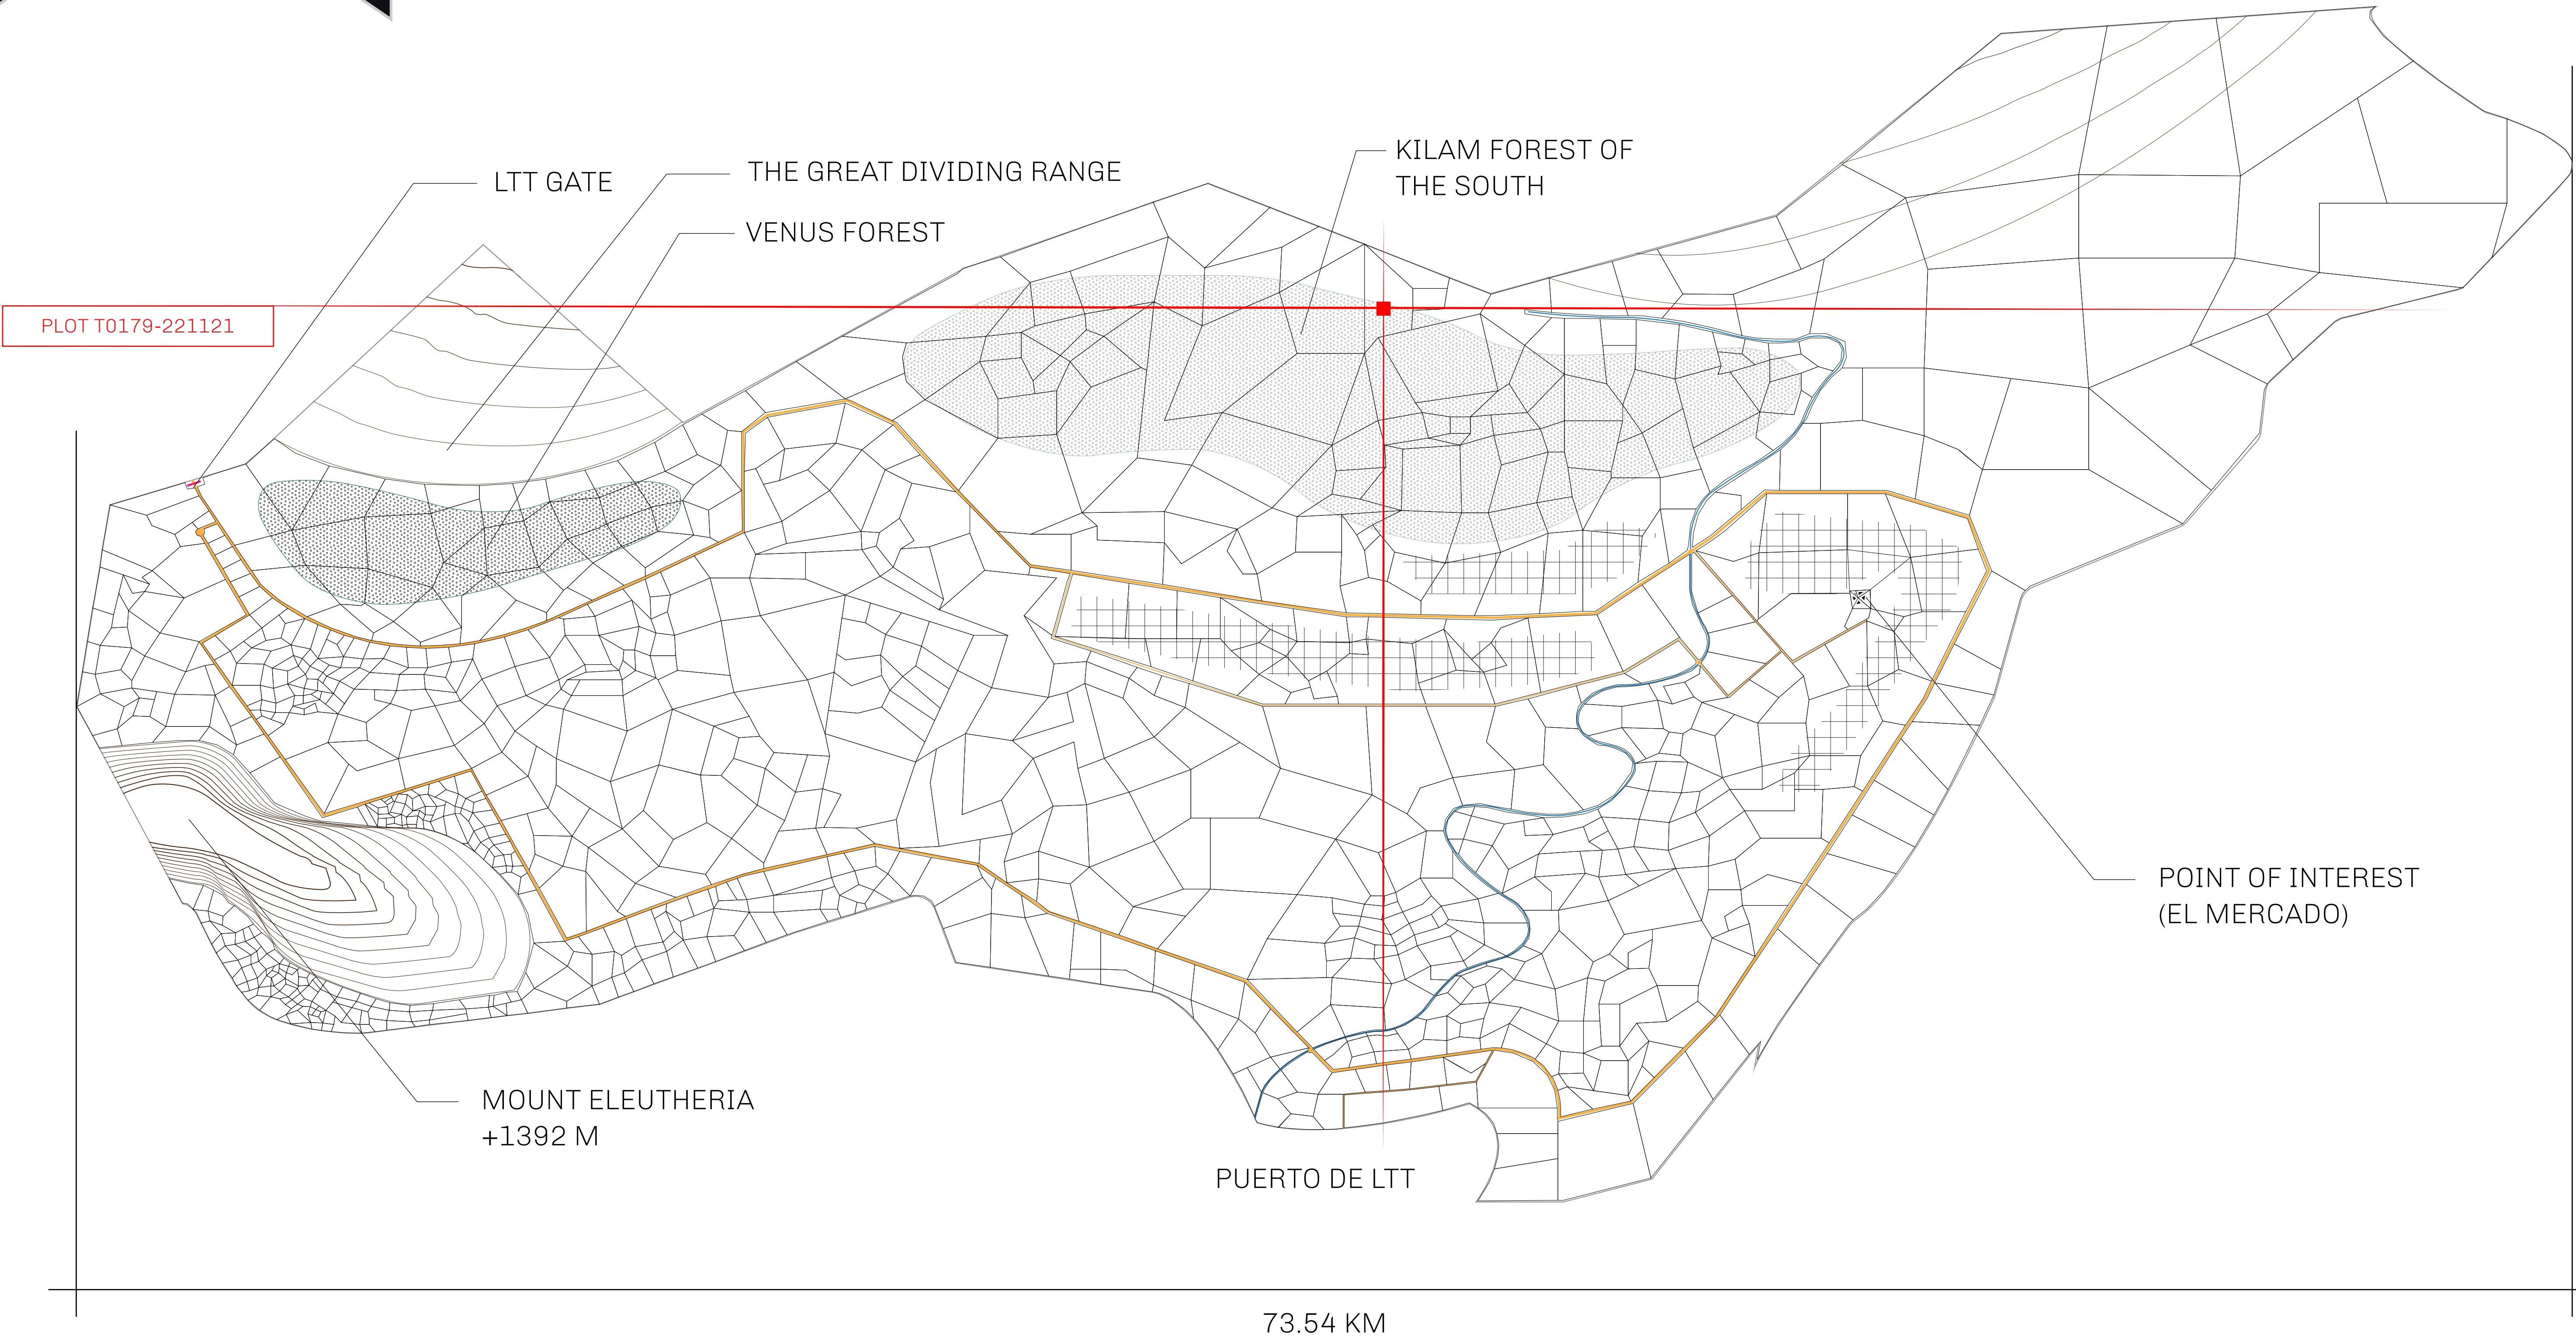 KILAM FOREST OF
THE SOUTH
THE GREAT DIVIDING RANGE
LTT GATE
VENUS FOREST
PLOT T0179-221121
POINT OF INTEREST
(EL MERCADO)
MOUNT ELEUTHERIA
+1392 M
PUERTO DE LTT
73.54 KM